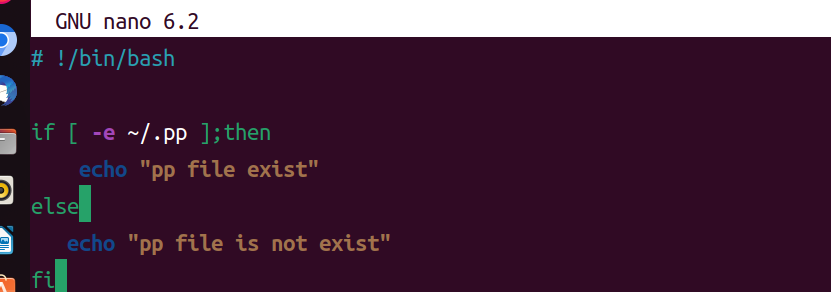 GNU nano 6.2
# !/bin/bash
if [ -e ~/.pp ];then
echo "pp file exist"
else
echo "pp file is not exist"
fi